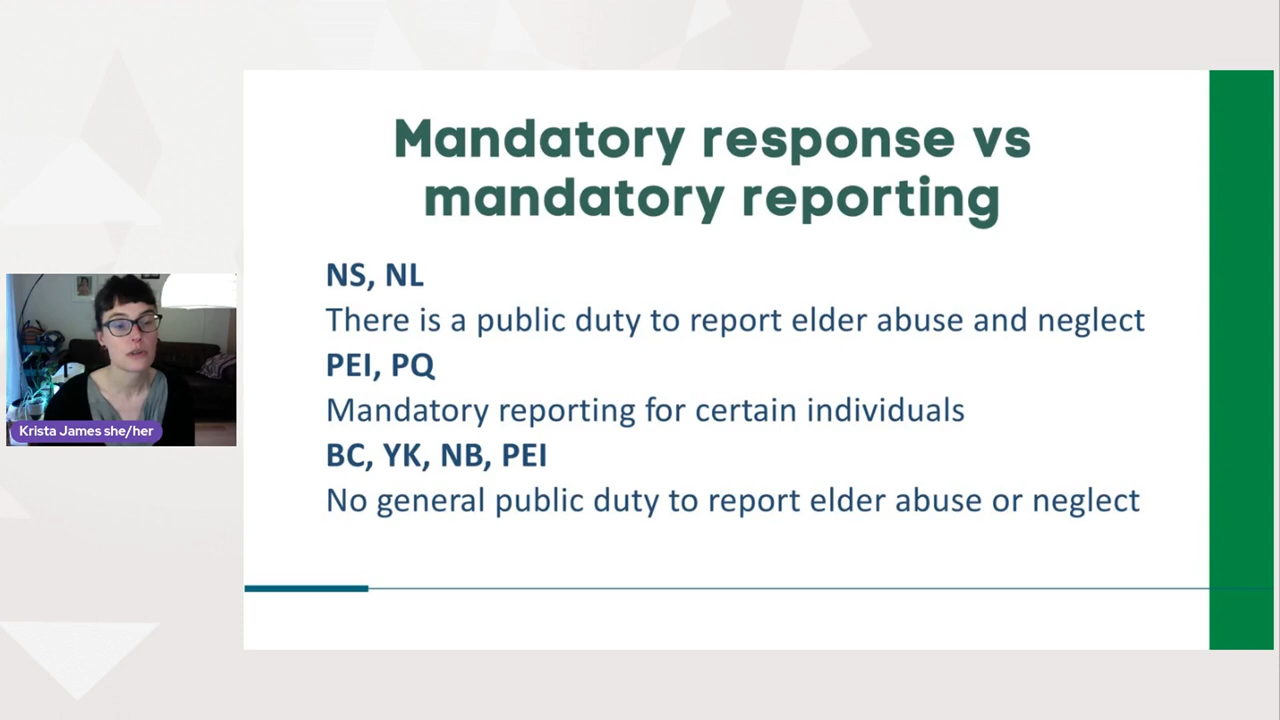 Mandatory response vs
mandatory reporting
NS, NL
There is a public duty to report elder abuse and neglect
PEI, PQ
Mandatory reporting for certain individuals
BC, YK, NB, PEI
No general public duty to report elder abuse or neglect
Krista James she/her